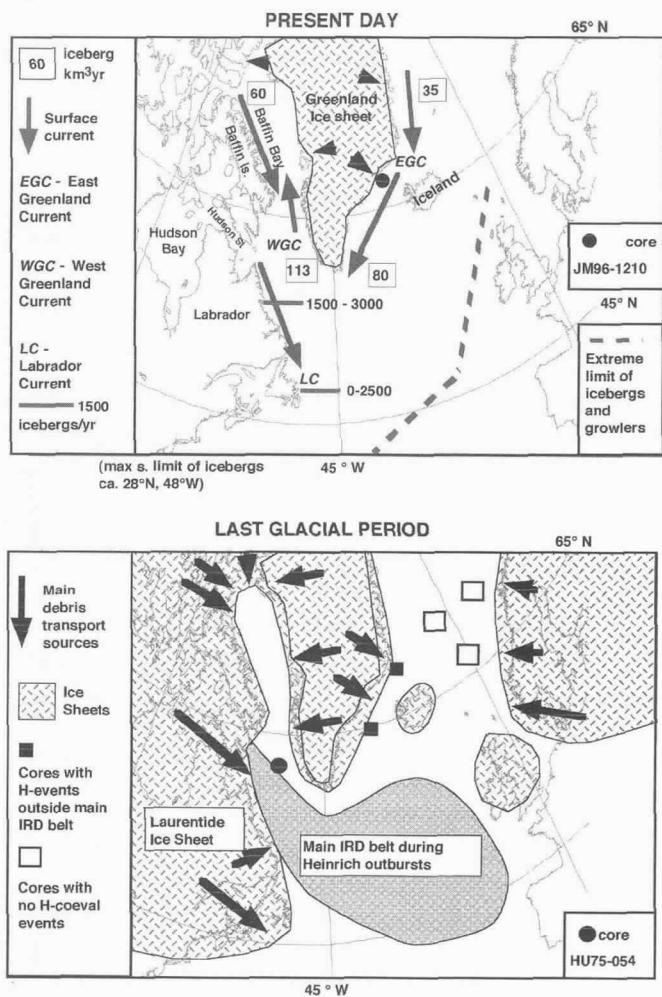 PRESENT DAY
65° N
60
iceberg
km³yr
Surface
current
EGC - East
Greenland
Current
WGC - West
Greenland
Current
LC -
Labrador
Current
1500
icebergs/yr
60
35
Greenland
Ice sheet
Baffin Bay
Baffin Is.
EGC
Iceland
Hudson
Bay
Hudson St.
WGC
113
80
Labrador
1500 - 3000
LC
0-2500
core
JM96-1210
45° N
Extreme
limit of
icebergs
and
growlers
(max s. limit of icebergs
ca. 28°N, 48°W)
45 ° W
LAST GLACIAL PERIOD
65° N
Main
debris
transport
sources
Ice
Sheets
Cores with
H-events
outside main
IRD belt
Cores with
no H-coeval
events
Laurentide
Ice Sheet
Main IRD belt during
Heinrich outbursts
core
HU75-054
45 ° W